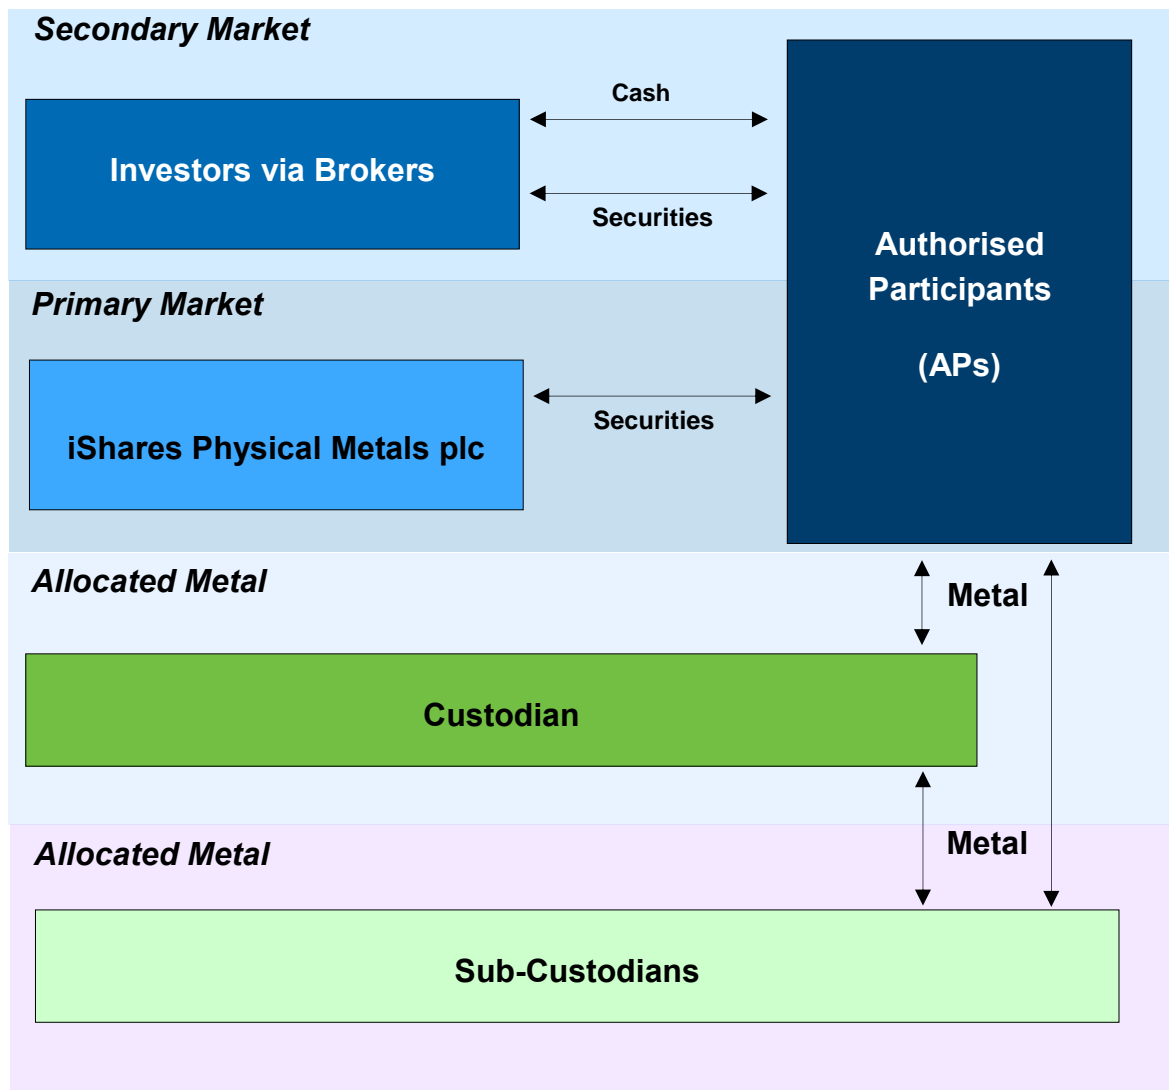 Secondary Market
Cash
Investors via Brokers
Securities
Authorised
Participants
(APs)
Primary Market
iShares Physical Metals plc
Securities
Allocated Metal
Metal
Custodian
Metal
Allocated Metal
Sub-Custodians